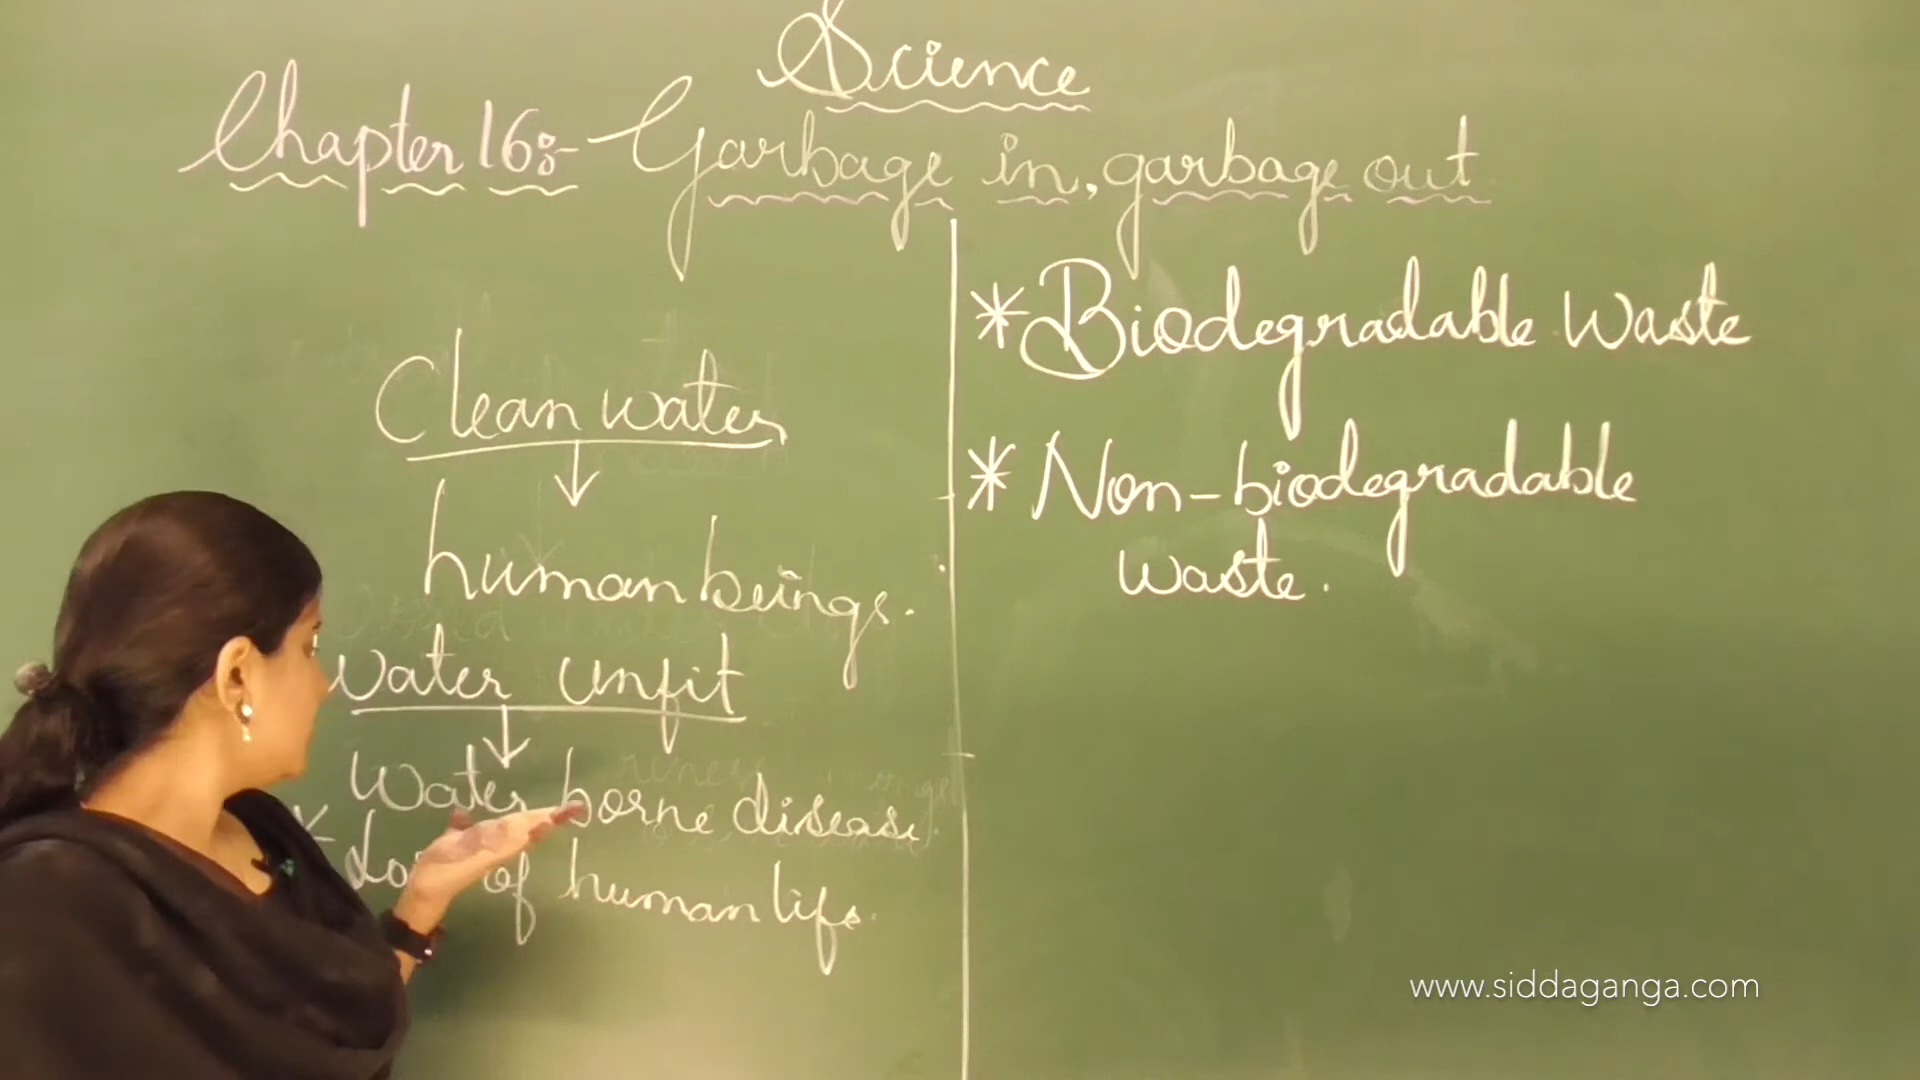 Science
Chapter 16:- Garbage in, garbage out
Clean water
↓
human beings.
Water unfit
↓
Water borne disease.
* Loss of human life.
* Biodegradable Waste
* Non-biodegradable
waste.
www.siddaganga.com